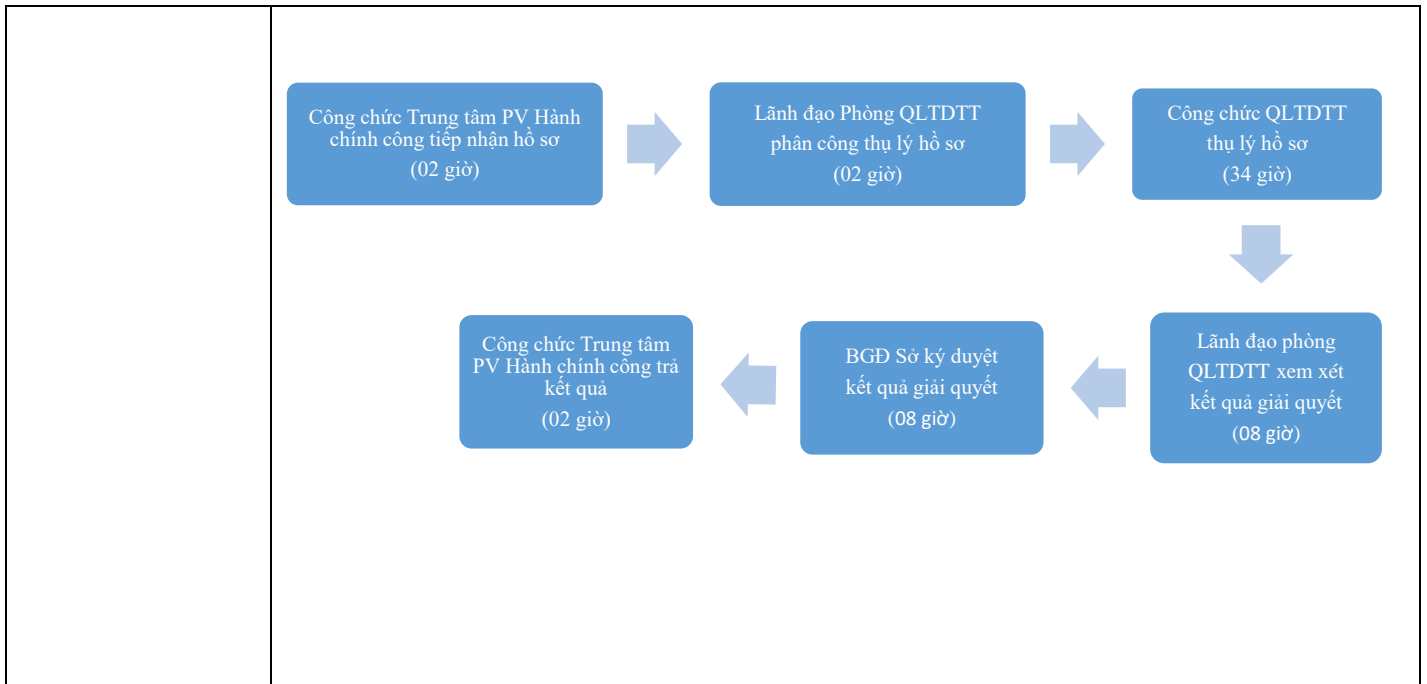 Công chức Trung tâm PV Hành
chính công tiếp nhận hồ sơ
(02 giờ)
Lãnh đạo Phòng QLTDTT
phân công thụ lý hồ sơ
(02 giờ)
Công chức QLTDTT
thụ lý hồ sơ
(34 giờ)
Lãnh đạo phòng
QLTDTT xem xét
kết quả giải quyết
(08 giờ)
BGĐ Sở ký duyệt
kết quả giải quyết
(08 giờ)
Công chức Trung tâm
PV Hành chính công trả
kết quả
(02 giờ)